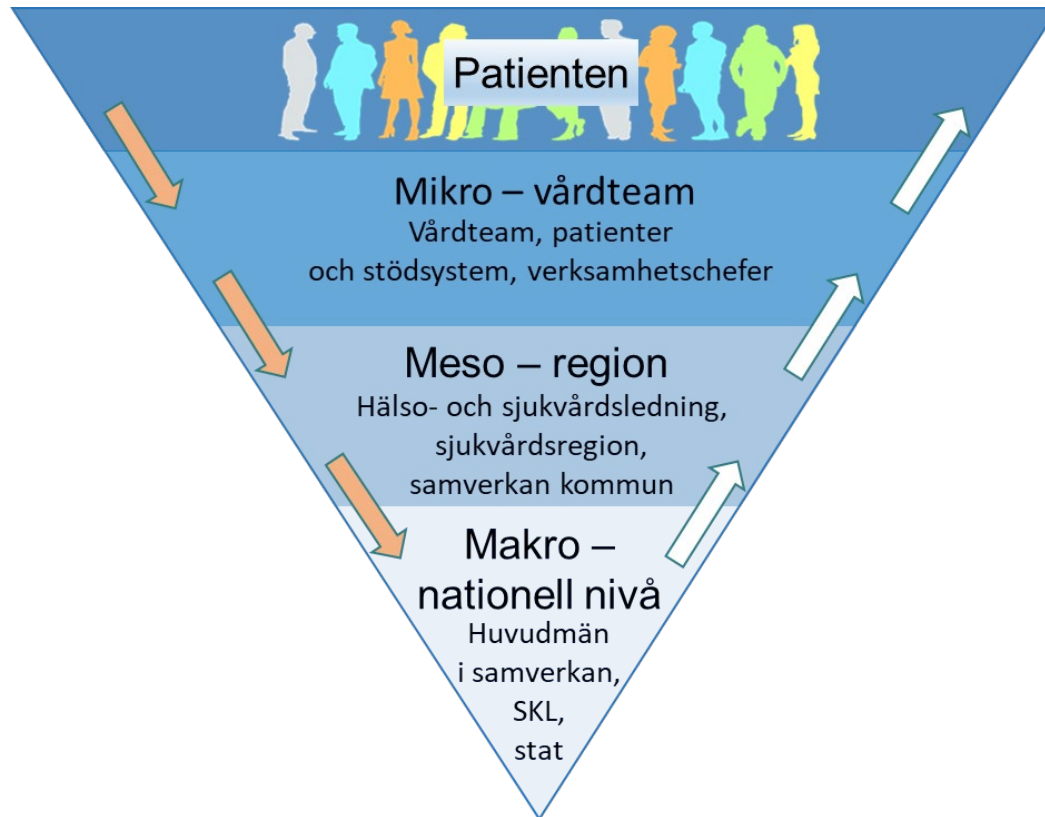 Patienten
Mikro – vårdteam
Vårdteam, patienter
och stödsystem, verksamhetschefer
Meso – region
Hälso- och sjukvårdsledning,
sjukvårdsregion,
samverkan kommun
Makro –
nationell nivå
Huvudmän
i samverkan,
SKL,
stat